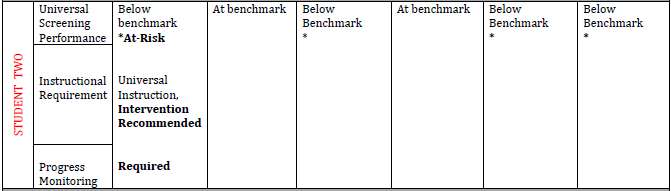 STUDENT TWO
Universal Screening Performance
Below benchmark *At-Risk
At benchmark
Below Benchmark *
At benchmark
Below Benchmark *
Below Benchmark *
Instructional Requirement
Universal Instruction, Intervention Recommended
Progress Monitoring
Required